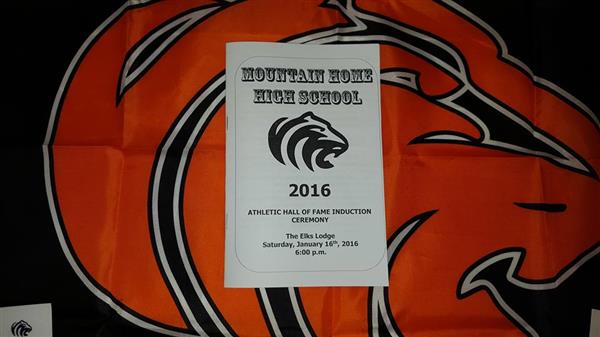 MOUNTAIN HOME
HIGH SCHOOL
2016
ATHLETIC HALL OF FAME INDUCTION
CEREMONY
The Elks Lodge
Saturday, January 16th, 2016
6:00 p.m.